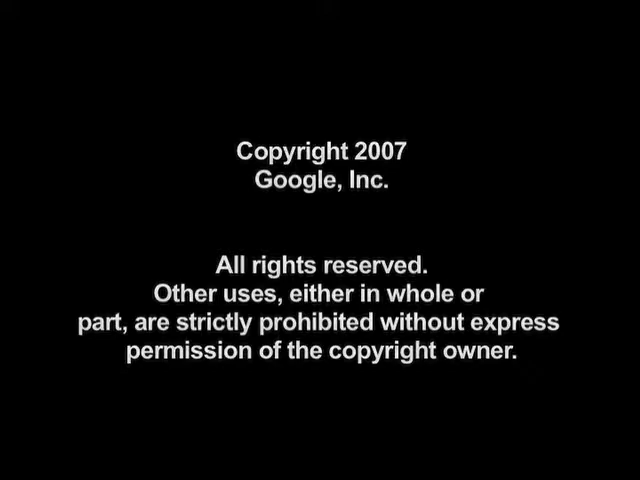 Copyright 2007
Google, Inc.
All rights reserved.
Other uses, either in whole or
part, are strictly prohibited without express
permission of the copyright owner.